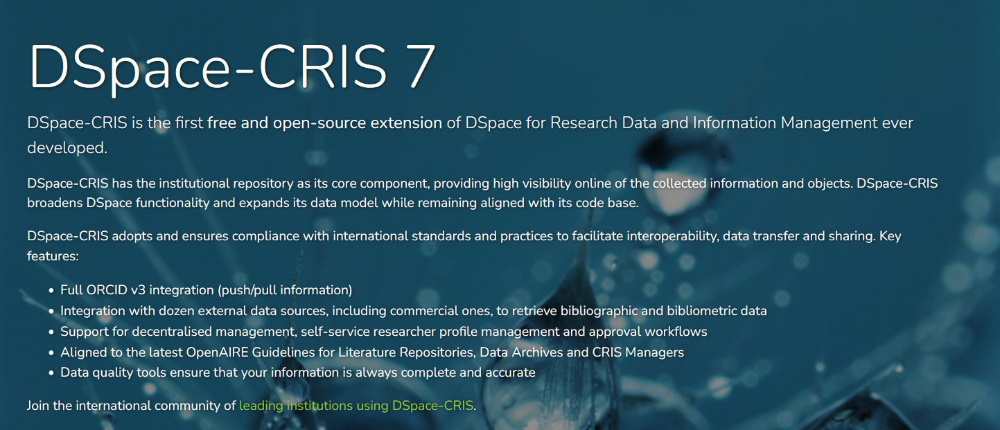 DSpace-CRIS 7
DSpace-CRIS is the first free and open-source extension of DSpace for Research Data and Information Management ever
developed.
DSpace-CRIS has the institutional repository as its core component, providing high visibility online of the collected information and objects. DSpace-CRIS
broadens DSpace functionality and expands its data model while remaining aligned with its code base.
DSpace-CRIS adopts and ensures compliance with international standards and practices to facilitate interoperability, data transfer and sharing. Key
features:
• Full ORCID v3 integration (push/pull information)
• Integration with dozen external data sources, including commercial ones, to retrieve bibliographic and bibliometric data
• Support for decentralised management, self-service researcher profile management and approval workflows
• Aligned to the latest OpenAIRE Guidelines for Literature Repositories, Data Archives and CRIS Managers
• Data quality tools ensure that your information is always complete and accurate
Join the international community of leading institutions using DSpace-CRIS.